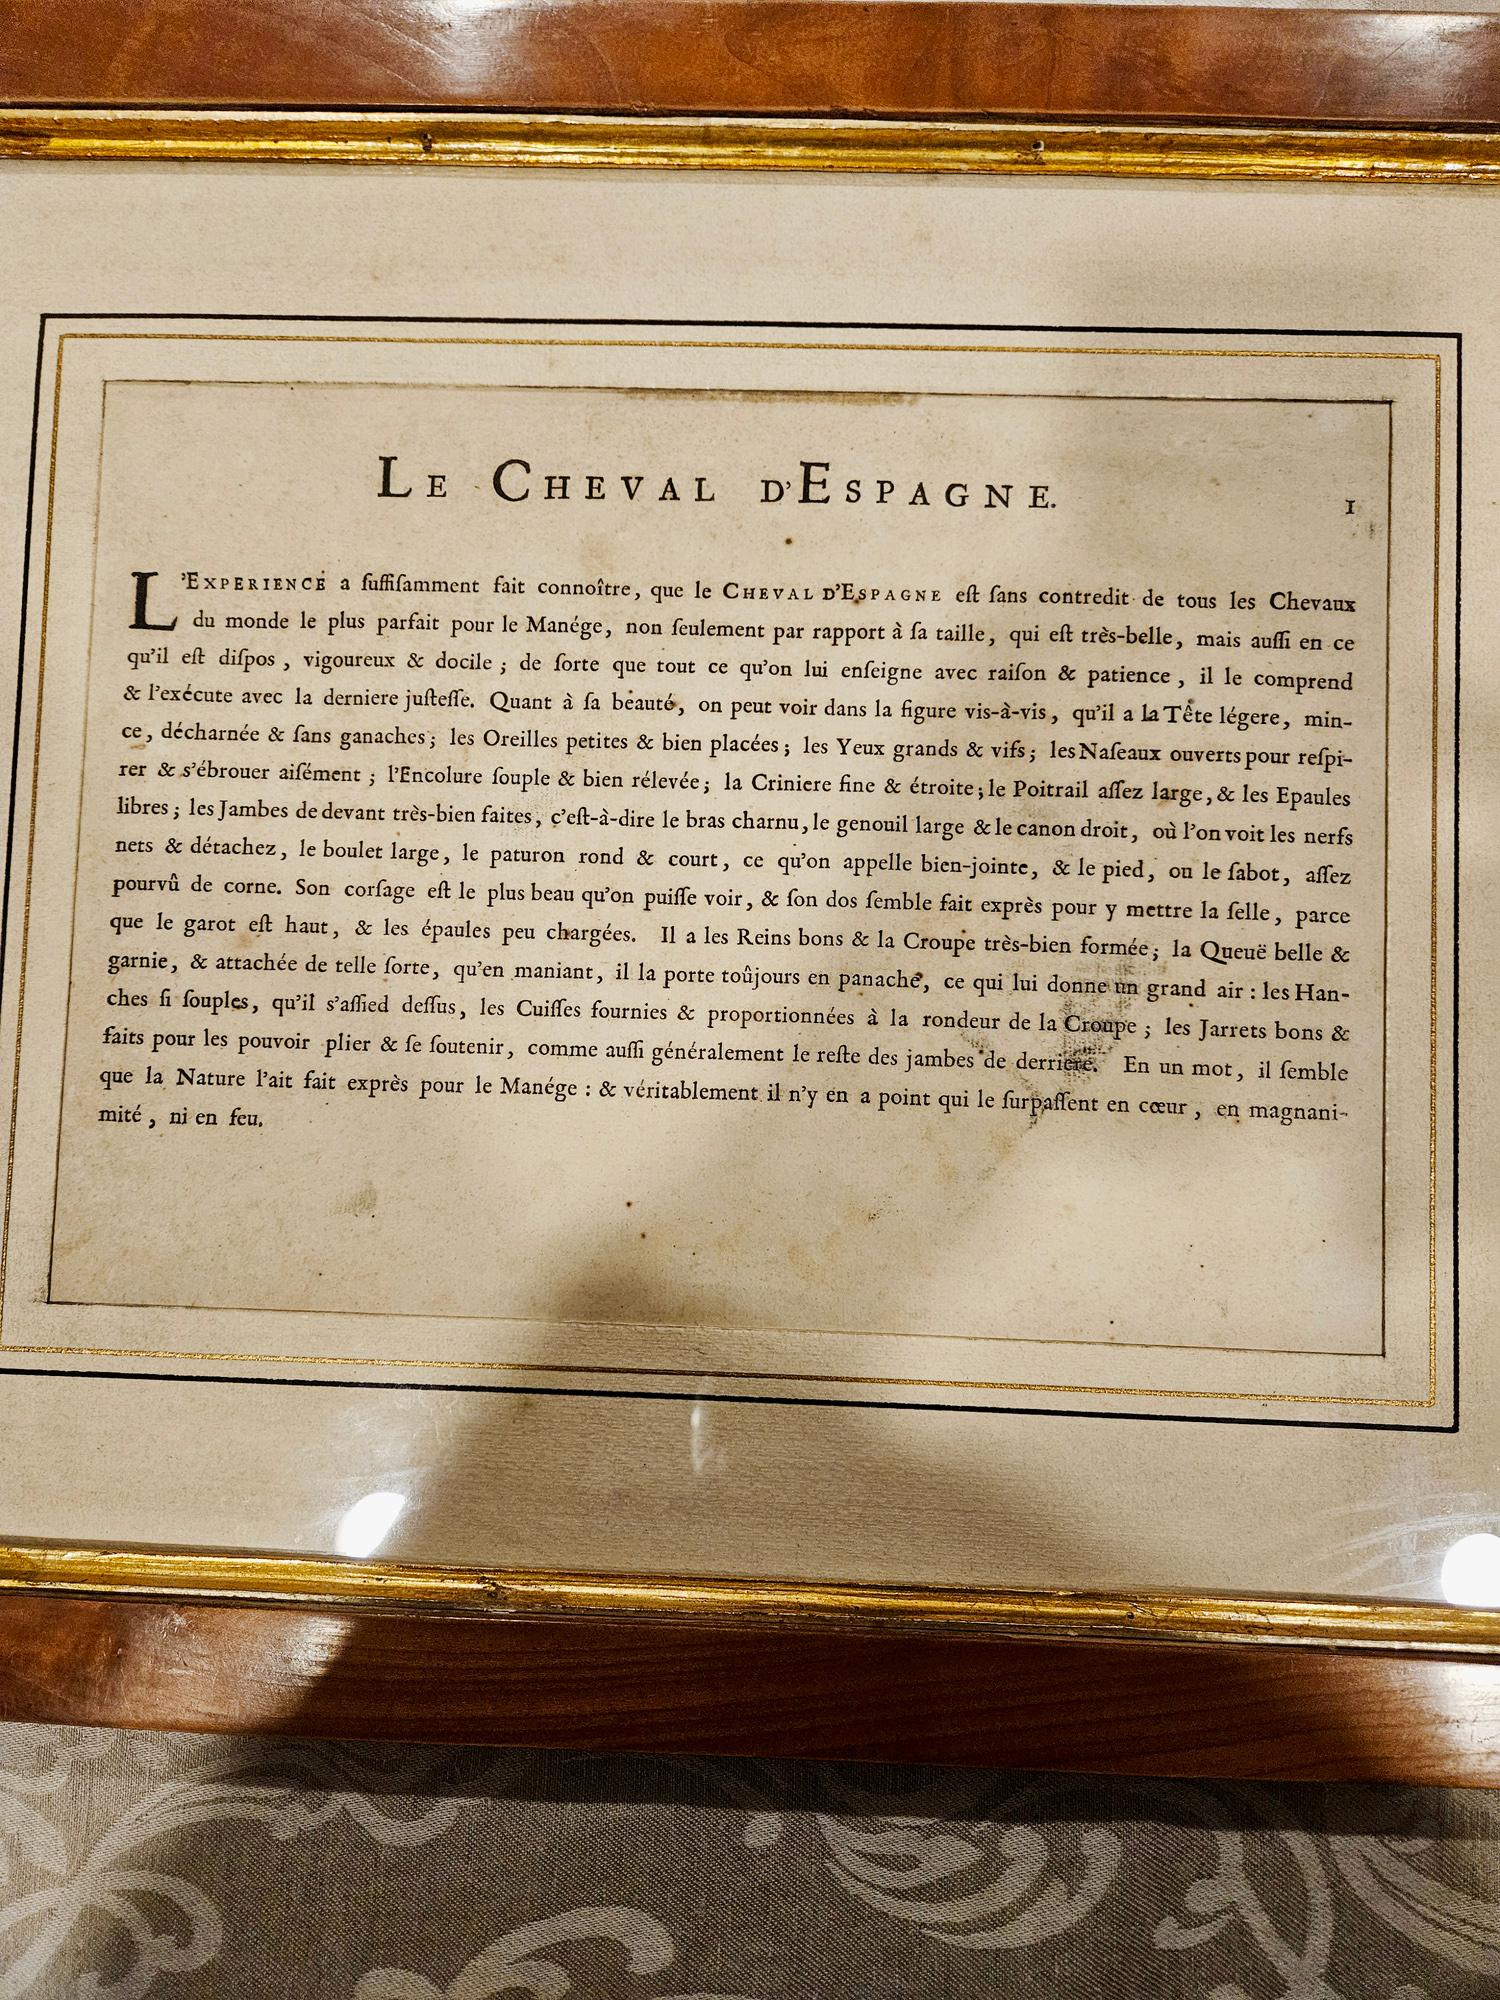 LE CHEVAL D'ESPAGNE.
1
L'EXPERIENCE a ſuffiſamment fait connoître, que le CHEVAL D'ESPAGNE eſt ſans contredit de tous les Chevaux
du monde le plus parfait pour le Manége, non ſeulement par rapport à ſa taille, qui eſt très-belle, mais auſſi en ce
qu'il eſt diſpos, vigoureux & docile; de ſorte que tout ce qu'on lui enſeigne avec raiſon & patience, il le comprend
& l'exécute avec la derniere juſteſſe. Quant à ſa beauté, on peut voir dans la figure vis-à-vis, qu'il a la Tête légere, min-
ce, décharnée & ſans ganaches; les Oreilles petites & bien placées; les Yeux grands & vifs; les Naſeaux ouverts pour reſpi-
rer & s'ébrouer aiſément; l'Encolure ſouple & bien rélevée; la Criniere fine & étroite; le Poitrail aſſez large, & les Epaules
libres; les Jambes de devant très-bien faites, c'eſt-à-dire le bras charnu, le genouil large & le canon droit, où l'on voit les nerfs
nets & détachez, le boulet large, le paturon rond & court, ce qu'on appelle bien-jointe, & le pied, ou le ſabot, aſſez
pourvû de corne. Son corſage eſt le plus beau qu'on puiſſe voir, & ſon dos ſemble fait exprès pour y mettre la ſelle, parce
que le garot eſt haut, & les épaules peu chargées. Il a les Reins bons & la Croupe très-bien formée; la Queuë belle &
garnie, & attachée de telle ſorte, qu'en maniant, il la porte toûjours en panache, ce qui lui donne un grand air: les Han-
ches ſi ſouples, qu'il s'aſſied deſſus, les Cuiſſes fournies & proportionnées à la rondeur de la Croupe; les Jarrets bons &
faits pour les pouvoir plier & ſe ſoutenir, comme auſſi généralement le reſte des jambes de derriere. En un mot, il ſemble
que la Nature l'ait fait exprès pour le Manége: & véritablement il n'y en a point qui le ſurpaſſent en cœur, en magnani-
mité, ni en feu.